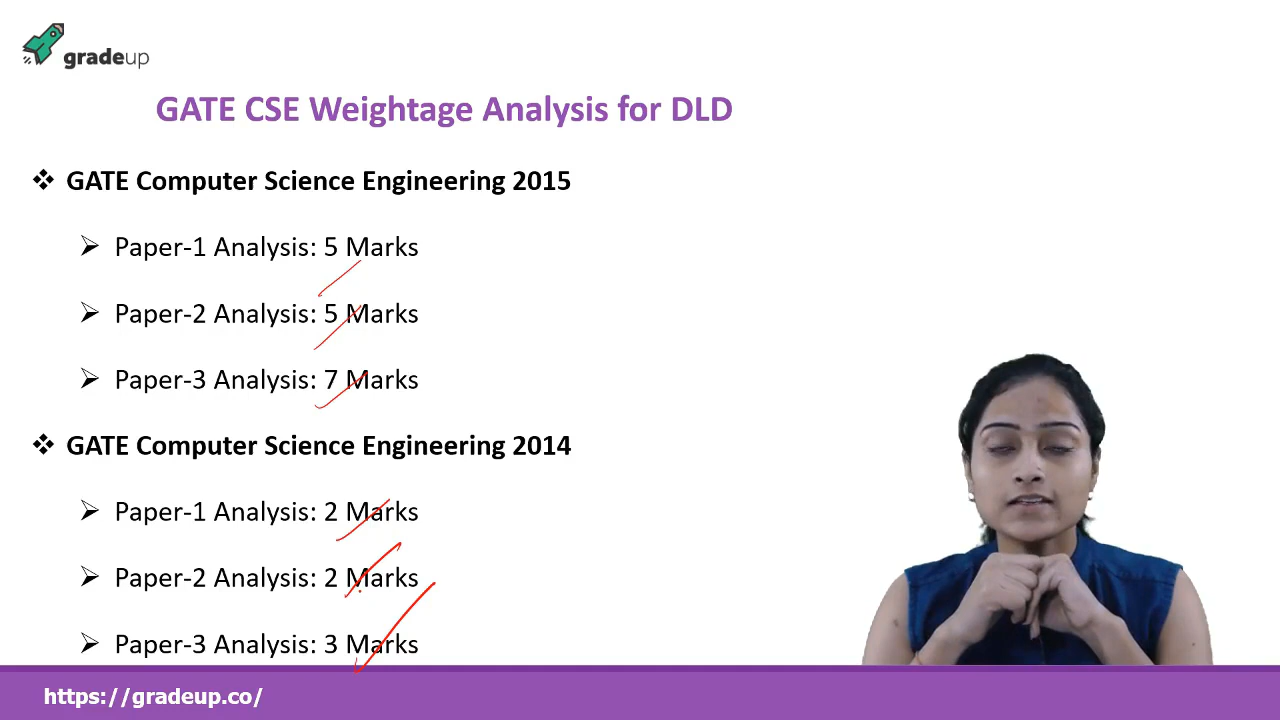 gradeup
GATE CSE Weightage Analysis for DLD
GATE Computer Science Engineering 2015
Paper-1 Analysis: 5 Marks
Paper-2 Analysis: 5 Marks
Paper-3 Analysis: 7 Marks
GATE Computer Science Engineering 2014
Paper-1 Analysis: 2 Marks
Paper-2 Analysis: 2 Marks
Paper-3 Analysis: 3 Marks
https://gradeup.co/